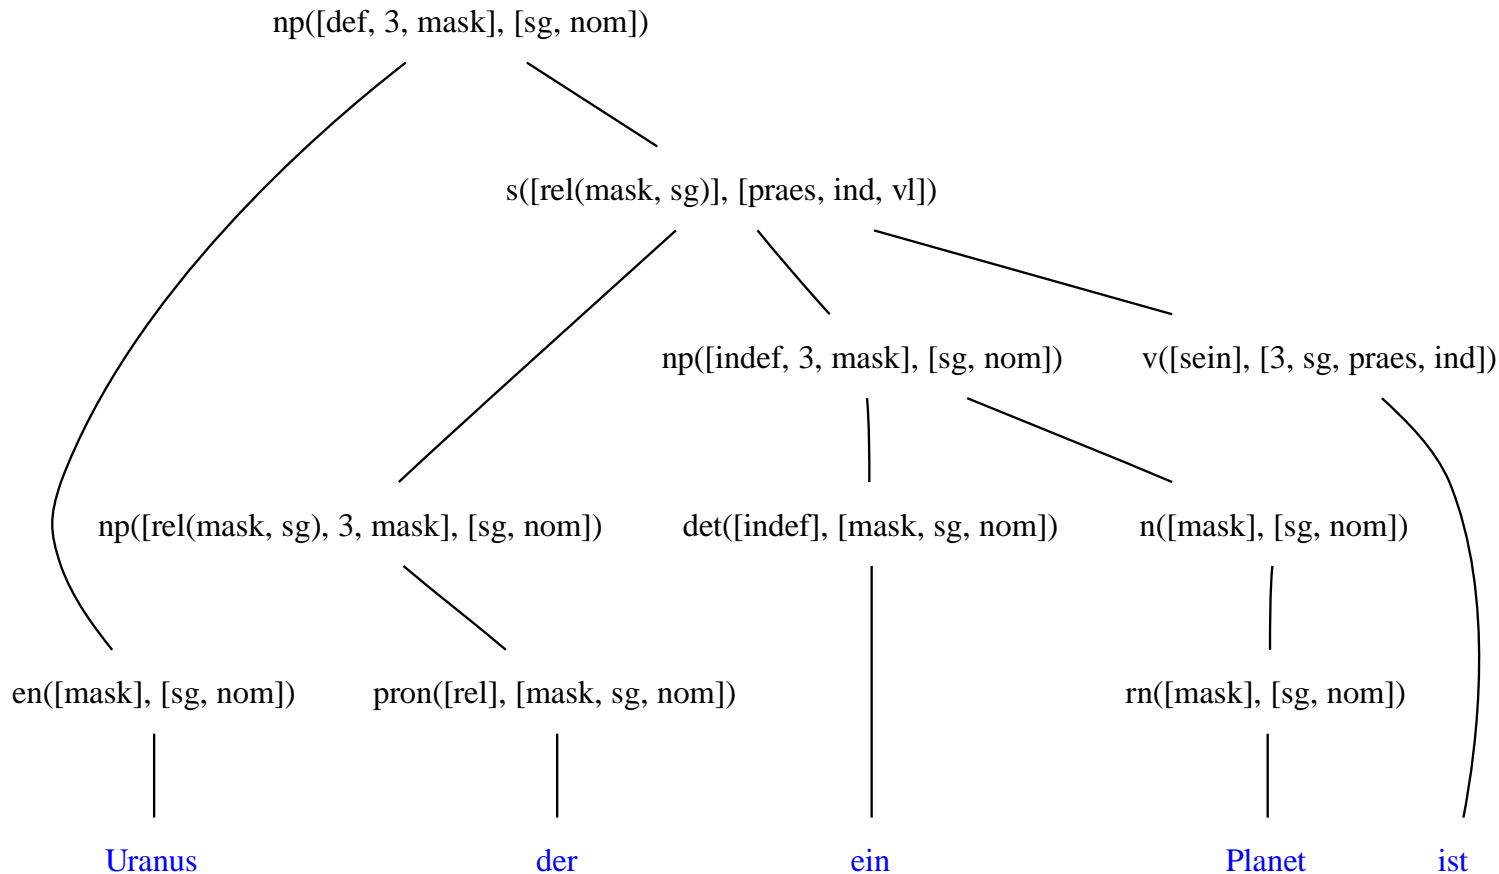 np([def, 3, mask], [sg, nom])
s([rel(mask, sg)], [praes, ind, vl])
np([indef, 3, mask], [sg, nom])
v([sein], [3, sg, praes, ind])
np([rel(mask, sg), 3, mask], [sg, nom])
det([indef], [mask, sg, nom])
n([mask], [sg, nom])
en([mask], [sg, nom])
pron([rel], [mask, sg, nom])
rn([mask], [sg, nom])
Uranus
der
ein
Planet
ist